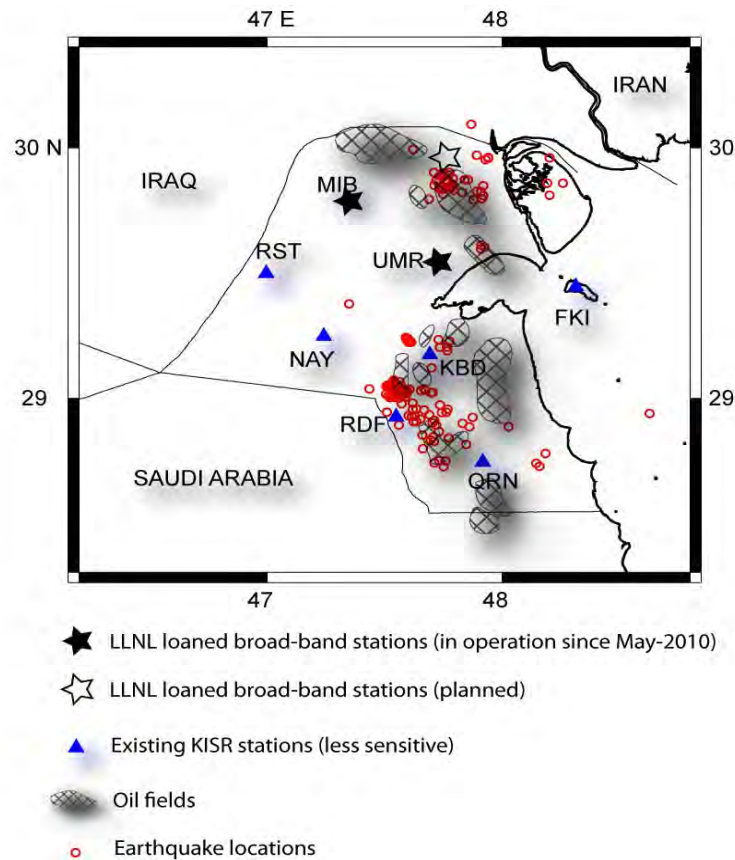 47 E 48
IRAN
30 N 30
IRAQ MIB
RST UMR
FKI
NAY KBD
29 29
RDF
SAUDI ARABIA QRN
47 48
LLNL loaned broad-band stations (in operation since May-2010)
LLNL loaned broad-band stations (planned)
Existing KISR stations (less sensitive)
Oil fields
Earthquake locations